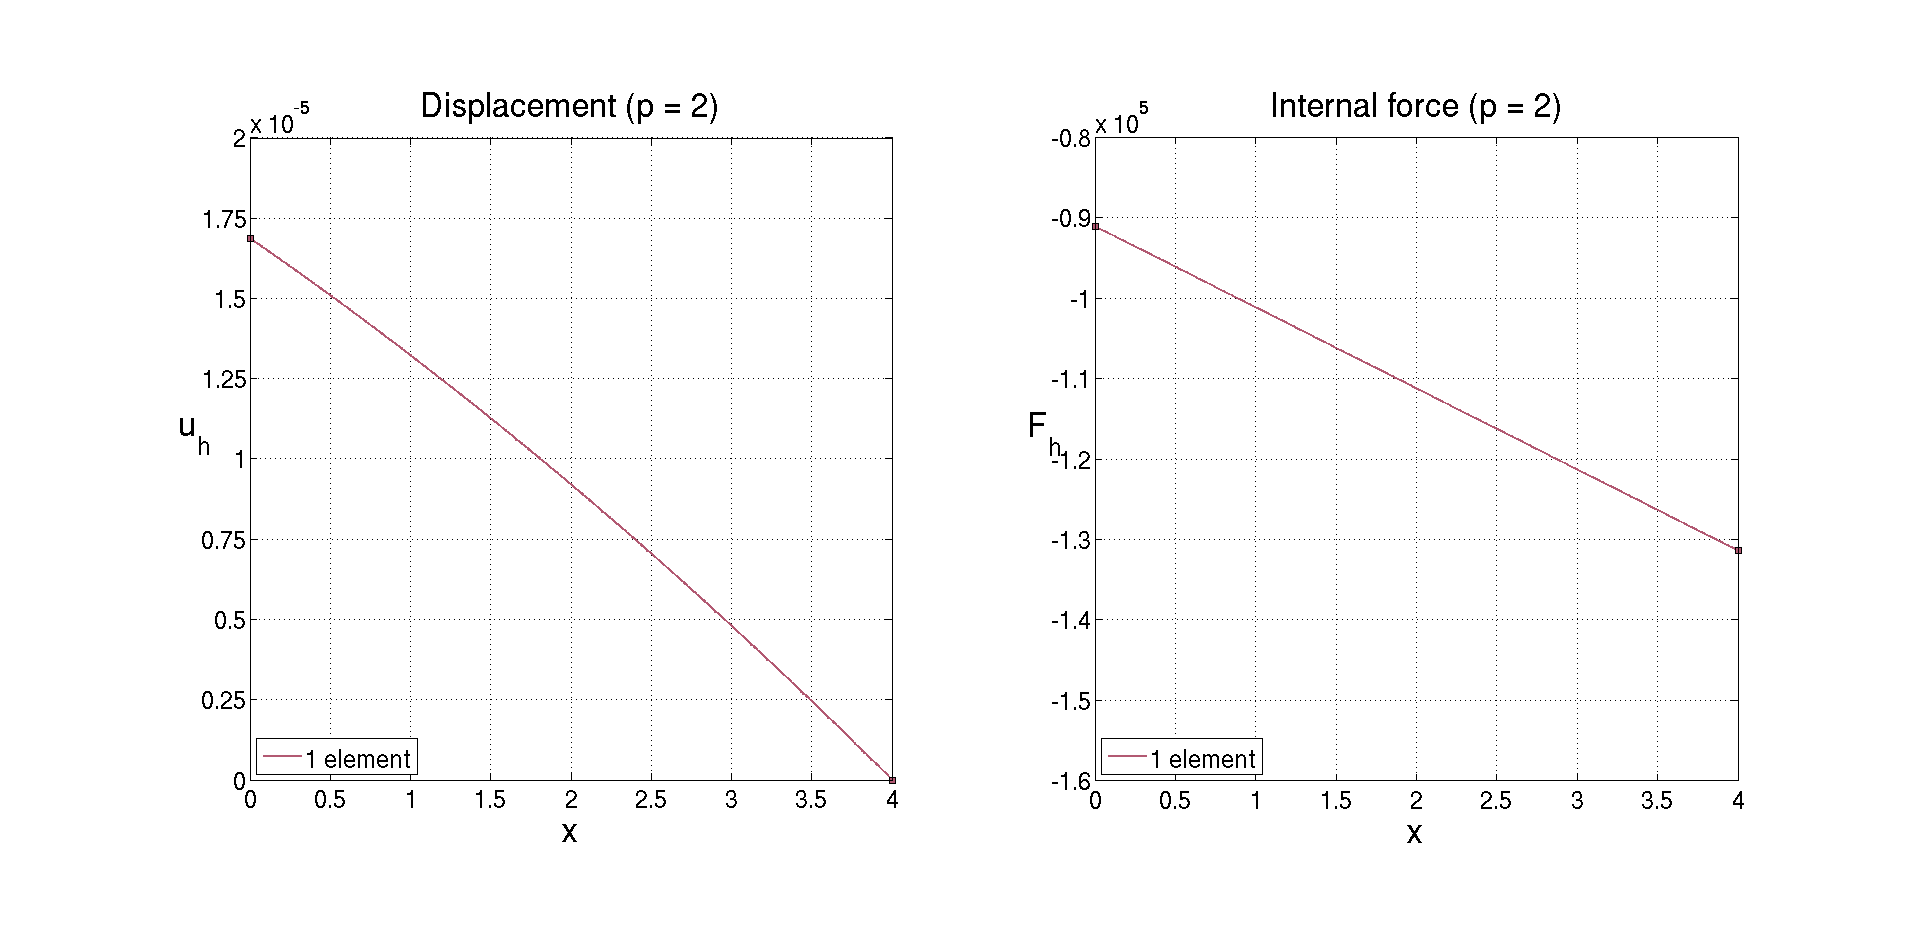 Displacement (p = 2)
x 10^-5
2
1.75
1.5
1.25
1
0.75
0.5
0.25
0
u_h
1 element
0 0.5 1 1.5 2 2.5 3 3.5 4
x
Internal force (p = 2)
x 10^5
-0.8
-0.9
-1
-1.1
-1.2
-1.3
-1.4
-1.5
-1.6
F_h
1 element
0 0.5 1 1.5 2 2.5 3 3.5 4
x